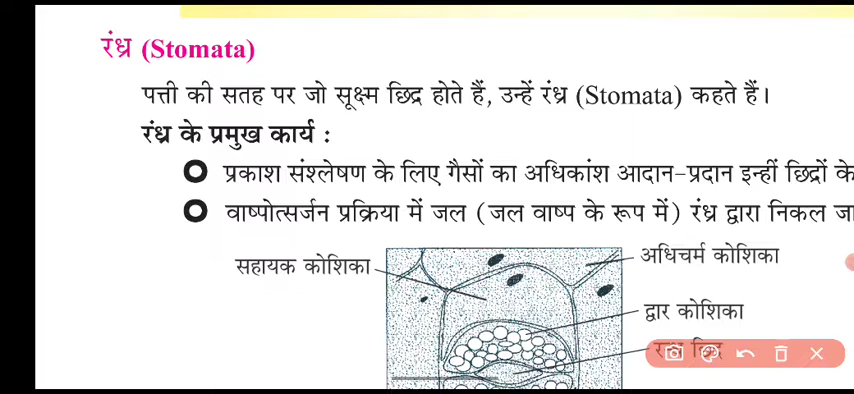 रंध्र (Stomata)
पत्ती की सतह पर जो सूक्ष्म छिद्र होते हैं, उन्हें रंध्र (Stomata) कहते हैं।
रंध्र के प्रमुख कार्य :
प्रकाश संश्लेषण के लिए गैसों का अधिकांश आदान-प्रदान इन्हीं छिद्रों के
वाष्पोत्सर्जन प्रक्रिया में जल (जल वाष्प के रूप में) रंध्र द्वारा निकल
सहायक कोशिका
अधिचर्म कोशिका
द्वार कोशिका